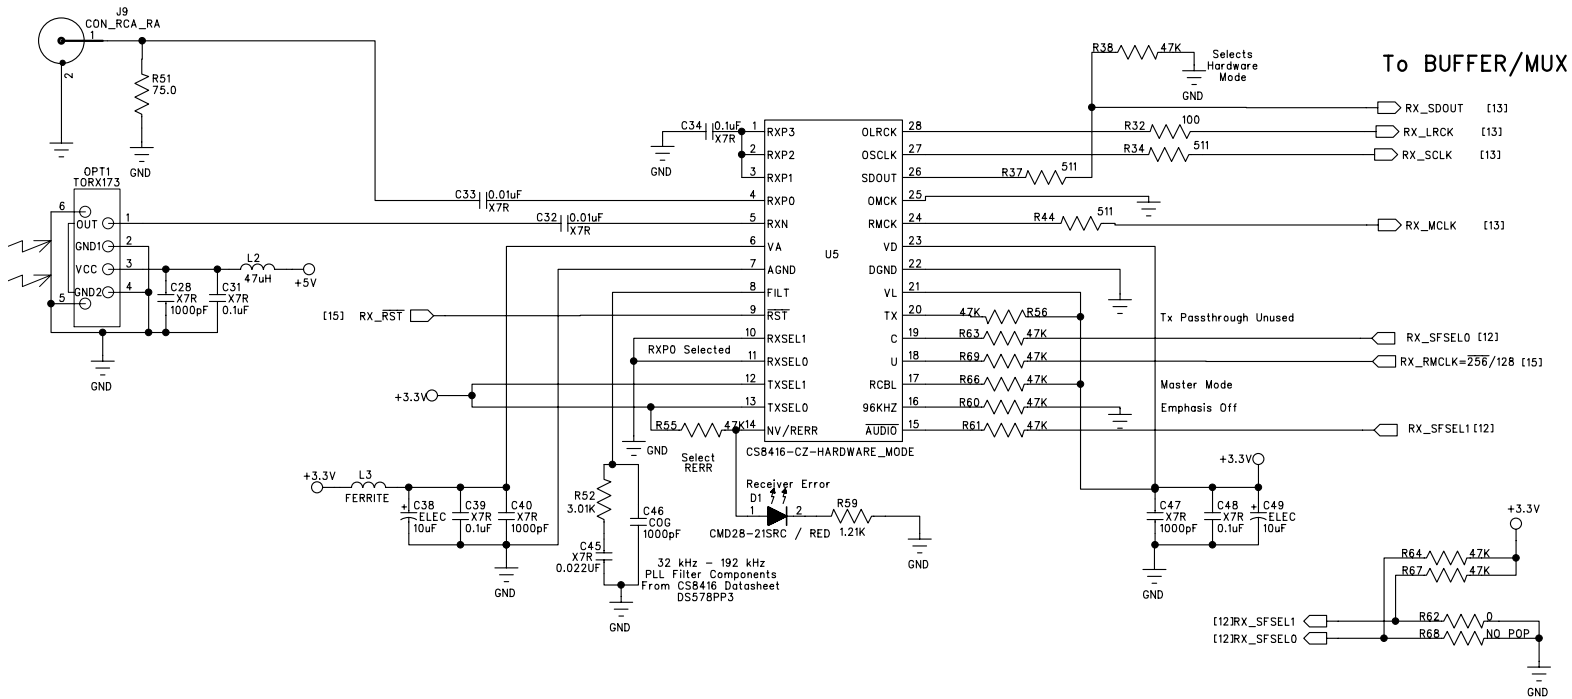 J9
CON_RCA_RA
1
2
R51
75.0
GND
OPT1
TORX173
6
OUT
1
GND1
2
VCC
3
GND2
4
5
C28
X7R
1000pF
C31
X7R
0.1uF
L2
47uH
+5V
GND
[15] RX_RST
+3.3V
C33
0.01uF
X7R
C32
0.01uF
X7R
C34
0.1uF
X7R
GND
1 RXP3
2 RXP2
3 RXP1
4 RXP0
5 RXN
6 VA
7 AGND
8 FILT
9 RST
10 RXSEL1
11 RXSEL0
12 TXSEL1
13 TXSEL0
14 NV/RERR
U5
OLRCK 28
OSCLK 27
SDOUT 26
OMCK 25
RMCK 24
VD 23
DGND 22
VL 21
TX 20
C 19
U 18
RCBL 17
96KHZ 16
AUDIO 15
CS8416-CZ-HARDWARE_MODE
RXP0 Selected
R55 47K
GND
Select
RERR
R38 47K
Selects
Hardware
Mode
GND
To BUFFER/MUX
RX_SDOUT [13]
R32 100
RX_LRCK [13]
R34 511
RX_SCLK [13]
R37 511
R44 511
RX_MCLK [13]
47K R56
Tx Passthrough Unused
R63 47K
RX_SFSEL0 [12]
R69 47K
RX_RMCLK=256/128 [15]
R66 47K
Master Mode
R60 47K
Emphasis Off
R61 47K
RX_SFSEL1 [12]
+3.3V
L3
FERRITE
+
C38
ELEC
10uF
C39
X7R
0.1uF
C40
X7R
1000pF
GND
R52
3.01K
C45
X7R
0.022UF
C46
COG
1000pF
GND
32 kHz - 192 kHz
PLL Filter Components
From CS8416 Datasheet
DS578PP3
Receiver Error
D1
1
2
CMD28-21SRC / RED
R59
1.21K
GND
+3.3V
C47
X7R
1000pF
C48
X7R
0.1uF
+
C49
ELEC
10uF
GND
+3.3V
R64 47K
R67 47K
[12]RX_SFSEL1
R62 0
[12]RX_SFSEL0
R68 NO POP
GND